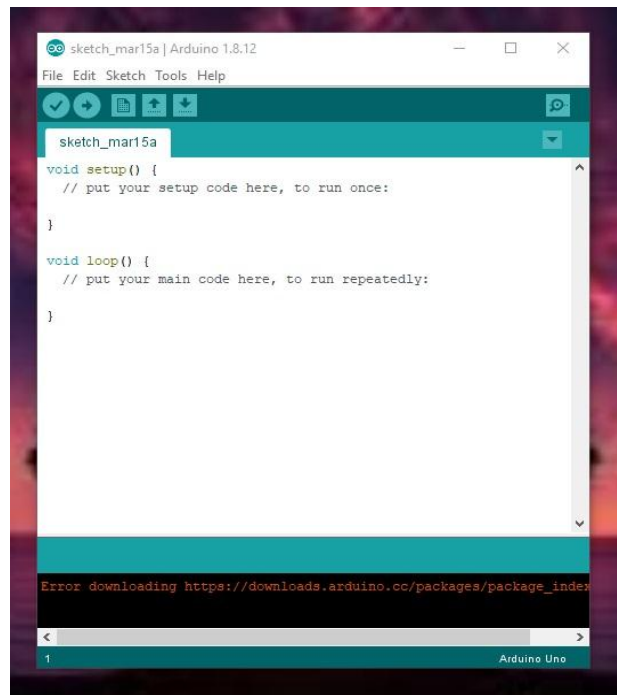 sketch_mar15a | Arduino 1.8.12
File Edit Sketch Tools Help
sketch_mar15a
void setup() {
// put your setup code here, to run once:
}
void loop() {
// put your main code here, to run repeatedly:
}
Error downloading https://downloads.arduino.cc/packages/package_index
1
Arduino Uno